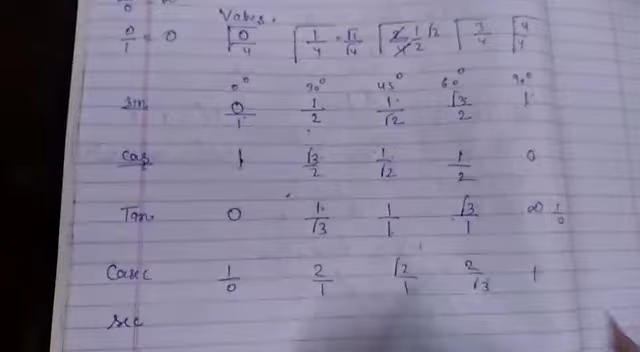 0
Values.
0/1 = 0 √0/4 √1/4 = √1/√4 √2/4 1/2 √2 √3/4 √4/4
0° 30° 45° 60° 90°
sin 0/1 1/2 1/√2 √3/2 1
cos 1 √3/2 1/√2 1/2 0
Tan 0 1/√3 1/1 √3/1 ∞ 1/0
Cosec 1/0 2/1 √2/1 2/√3 1
sec